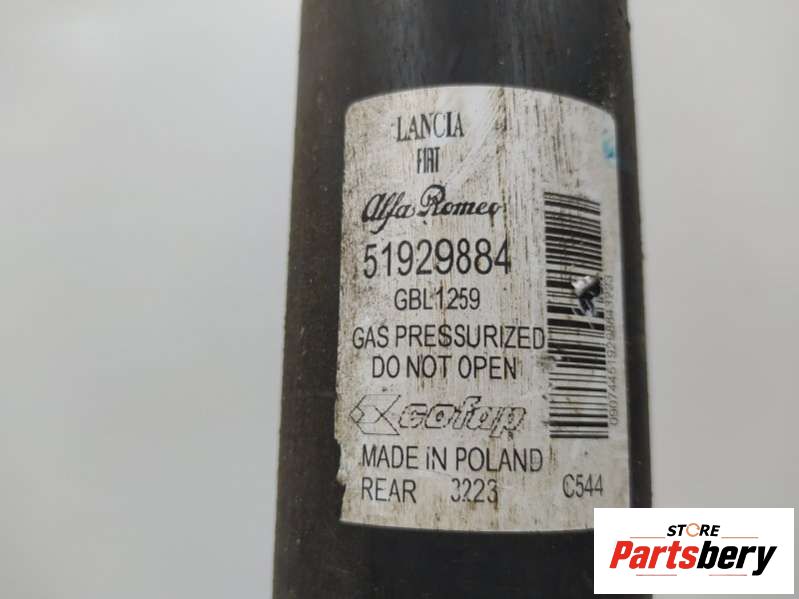 LANCIA
FIAT
Alfa Romeo
51929884
GBL1259
GAS PRESSURIZED
DO NOT OPEN
cofap
MADE IN POLAND
REAR 3223 C544
STORE
Partsbery